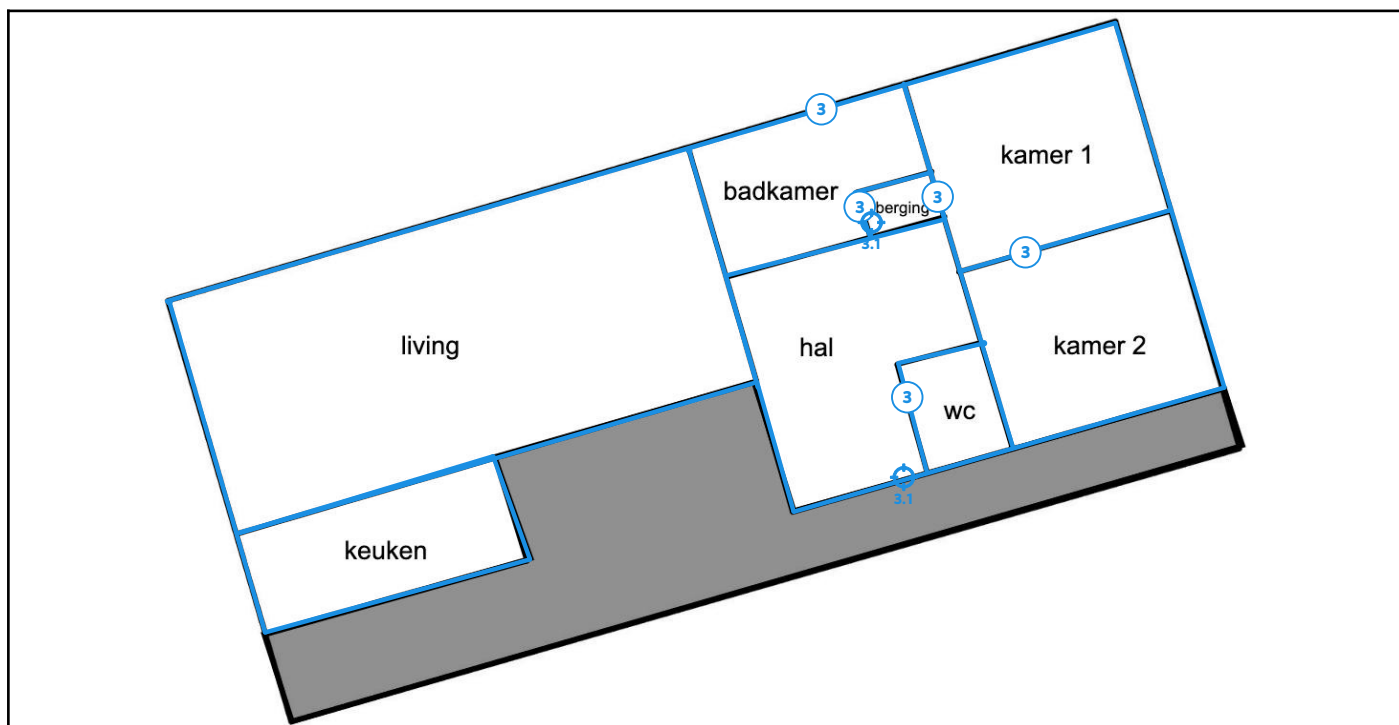 3
kamer 1
badkamer
3
3
berging
3.1
3
living
hal
kamer 2
3
wc
3.1
keuken